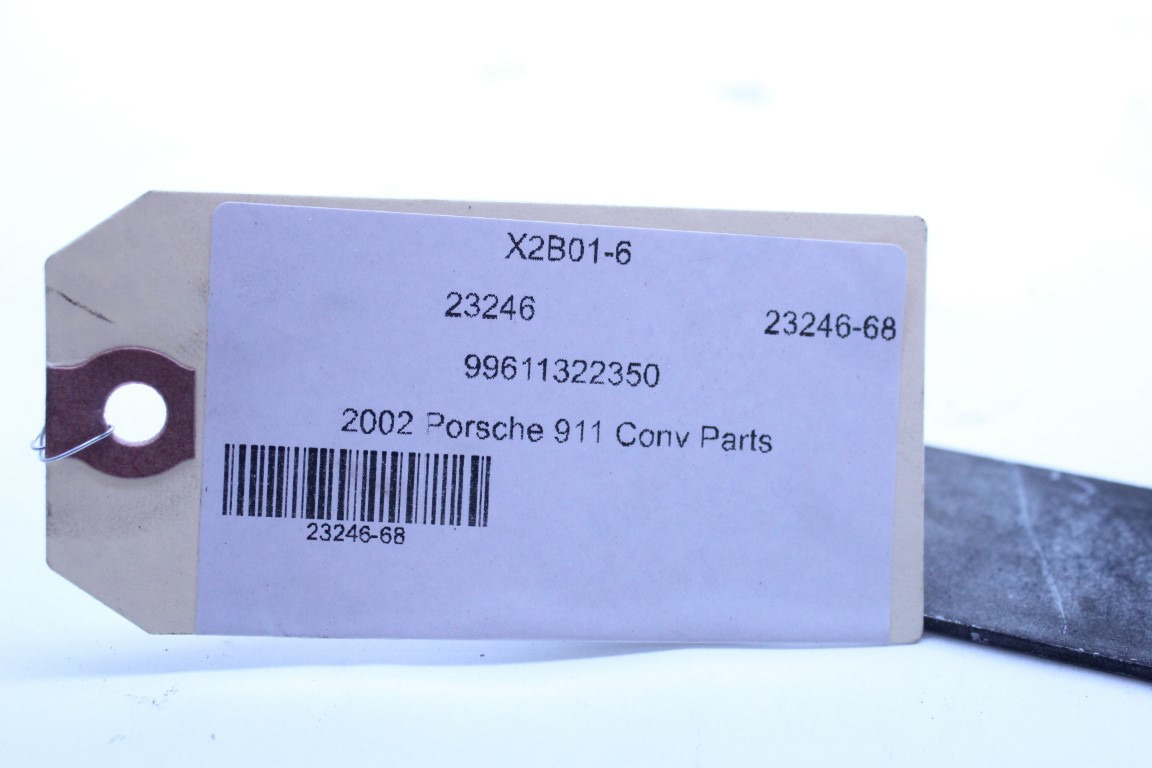 X2B01-6
23246 23246-68
99611322350
2002 Porsche 911 Conv Parts
23246-68